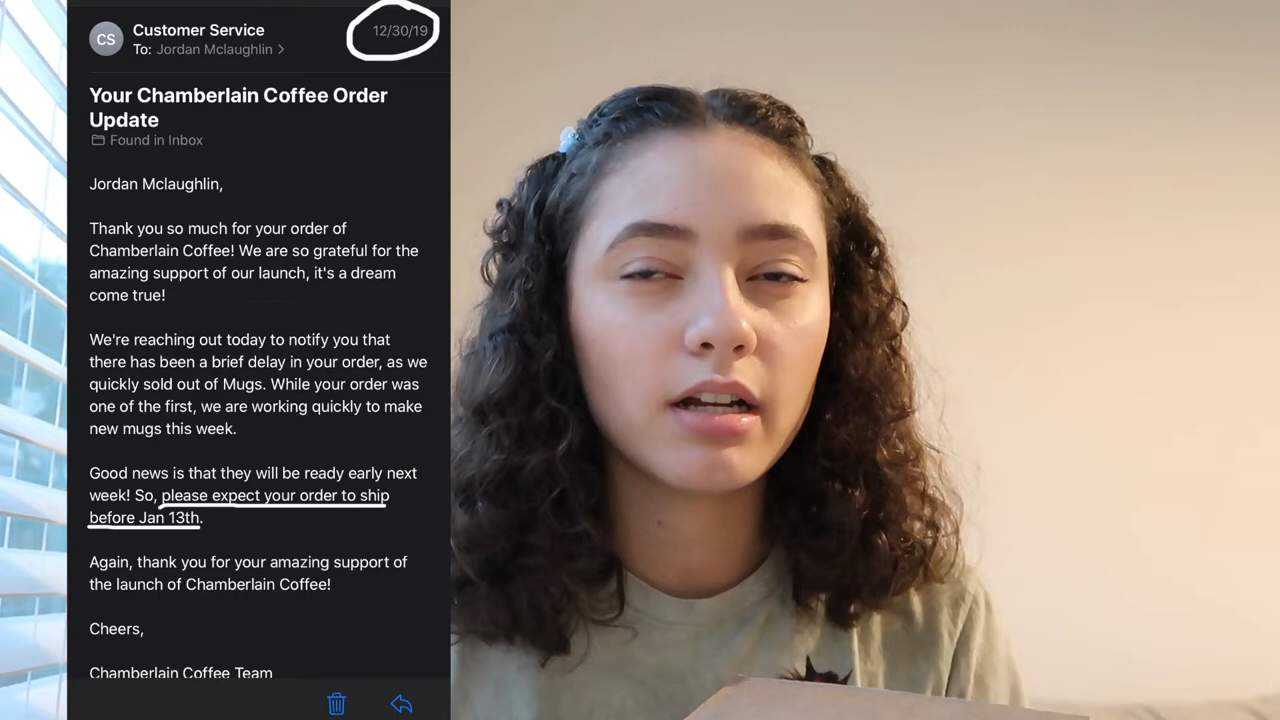 CS
Customer Service
12/30/19
To: Jordan Mclaughlin >
Your Chamberlain Coffee Order
Update
Found in Inbox
Jordan Mclaughlin,
Thank you so much for your order of
Chamberlain Coffee! We are so grateful for the
amazing support of our launch, it's a dream
come true!
We're reaching out today to notify you that
there has been a brief delay in your order, as we
quickly sold out of Mugs. While your order was
one of the first, we are working quickly to make
new mugs this week.
Good news is that they will be ready early next
week! So, please expect your order to ship
before Jan 13th.
Again, thank you for your amazing support of
the launch of Chamberlain Coffee!
Cheers,
Chamberlain Coffee Team